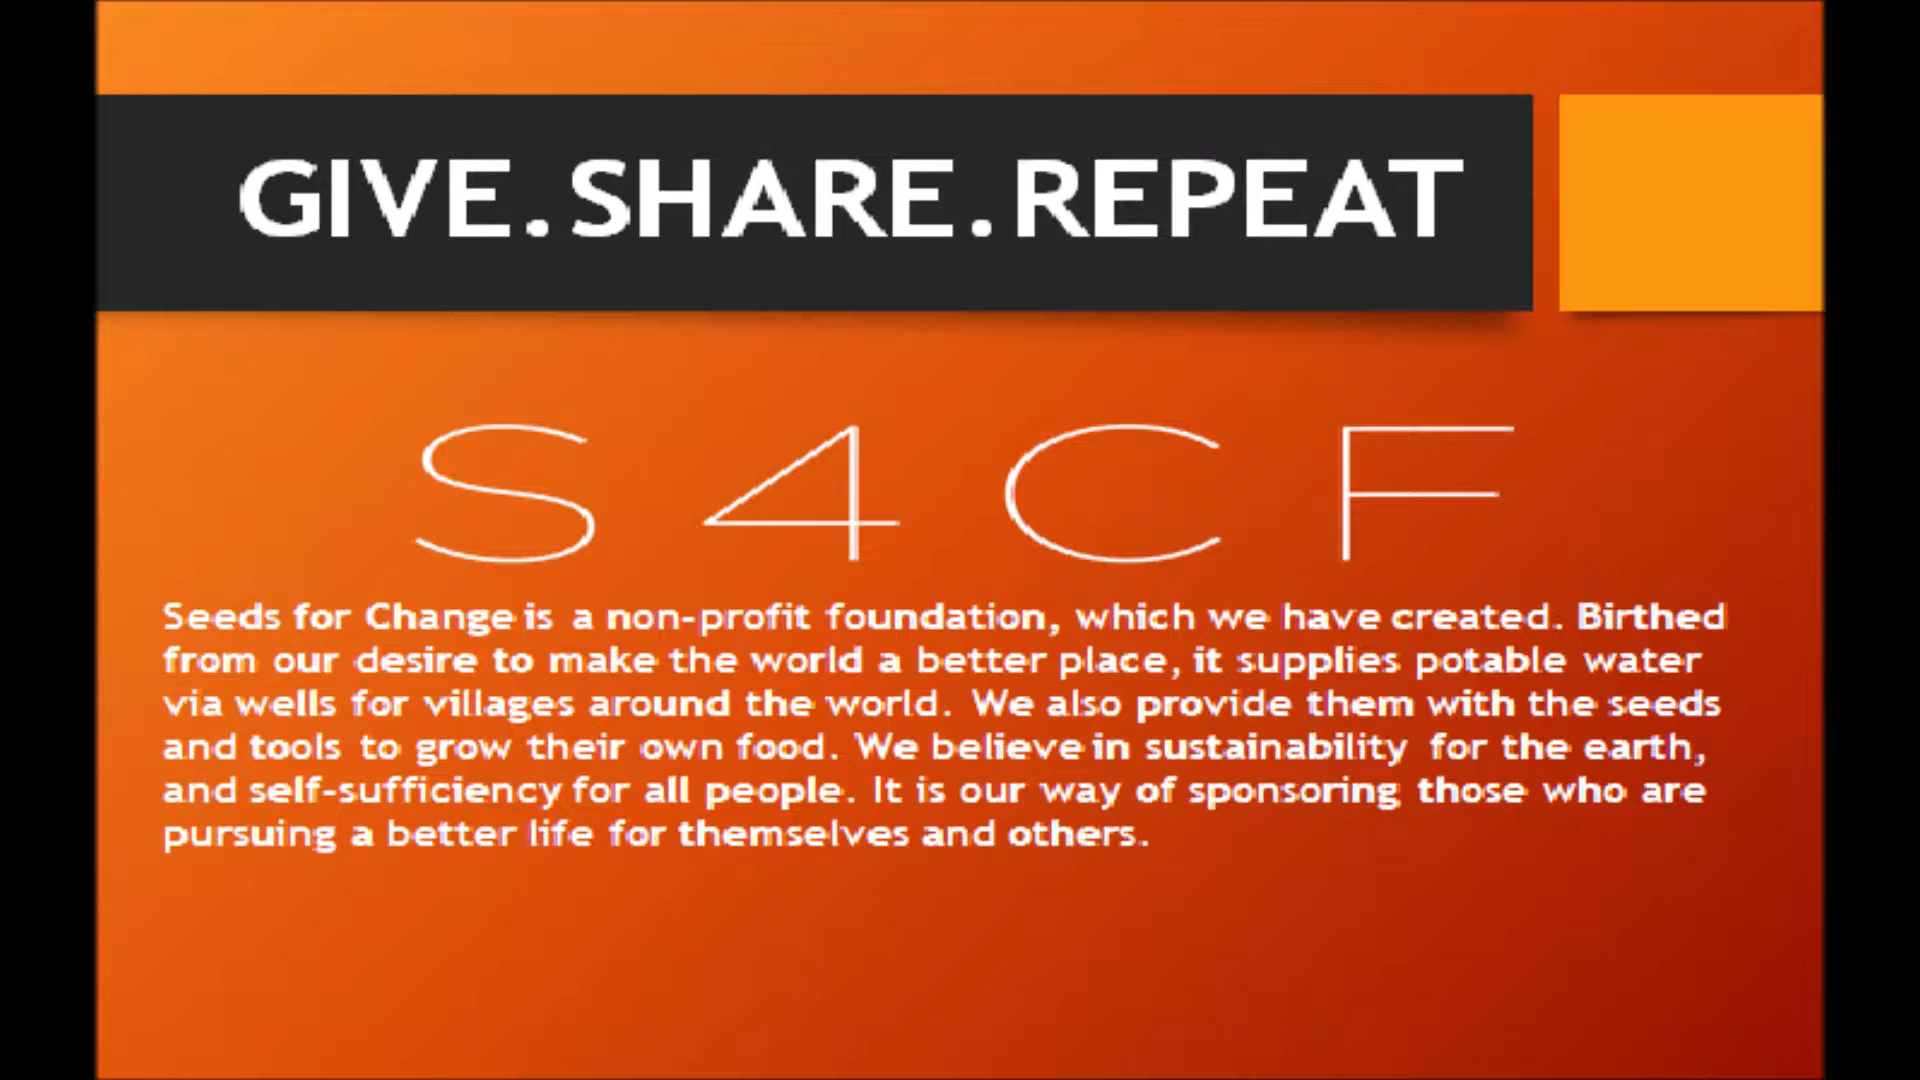 GIVE.SHARE.REPEAT
S4CF
Seeds for Change is a non-profit foundation, which we have created. Birthed
from our desire to make the world a better place, it supplies potable water
via wells for villages around the world. We also provide them with the seeds
and tools to grow their own food. We believe in sustainability for the earth,
and self-sufficiency for all people. It is our way of sponsoring those who are
pursuing a better life for themselves and others.